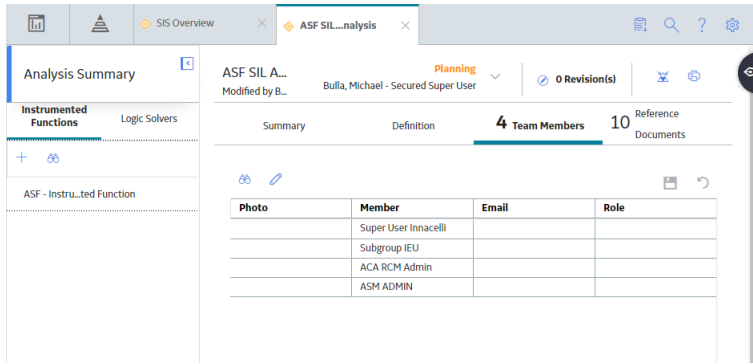 SIS Overview
ASF SIL...nalysis
Analysis Summary
Instrumented
Functions
Logic Solvers
ASF - Instru...ted Function
ASF SIL A...
Modified by B...
Planning
Bulla, Michael - Secured Super User
0 Revision(s)
Summary
Definition
4 Team Members
10 Reference
Documents
Photo Member Email Role
Super User Innacelli
Subgroup IEU
ACA RCM Admin
ASM ADMIN